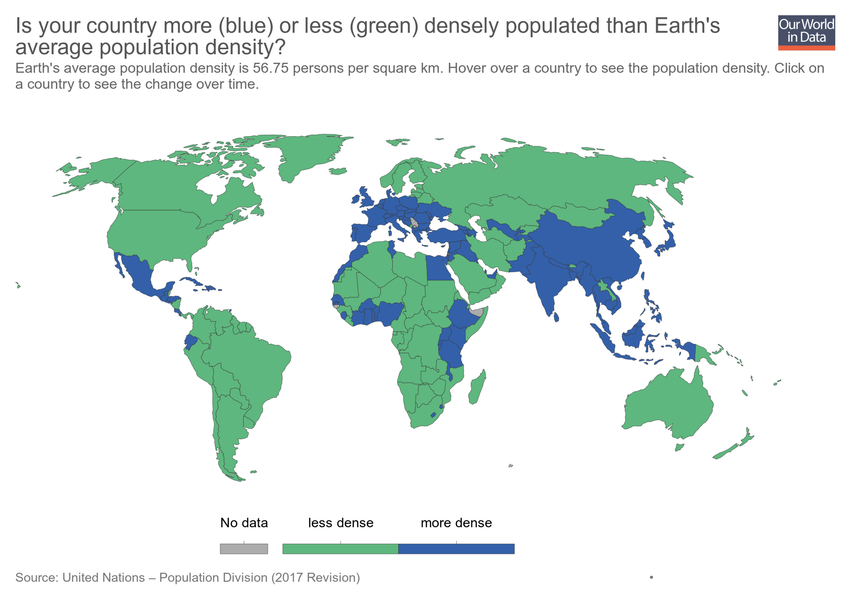 Is your country more (blue) or less (green) densely populated than Earth's
average population density?
Our World
in Data
Earth's average population density is 56.75 persons per square km. Hover over a country to see the population density. Click on
a country to see the change over time.
No data
less dense
more dense
Source: United Nations – Population Division (2017 Revision)